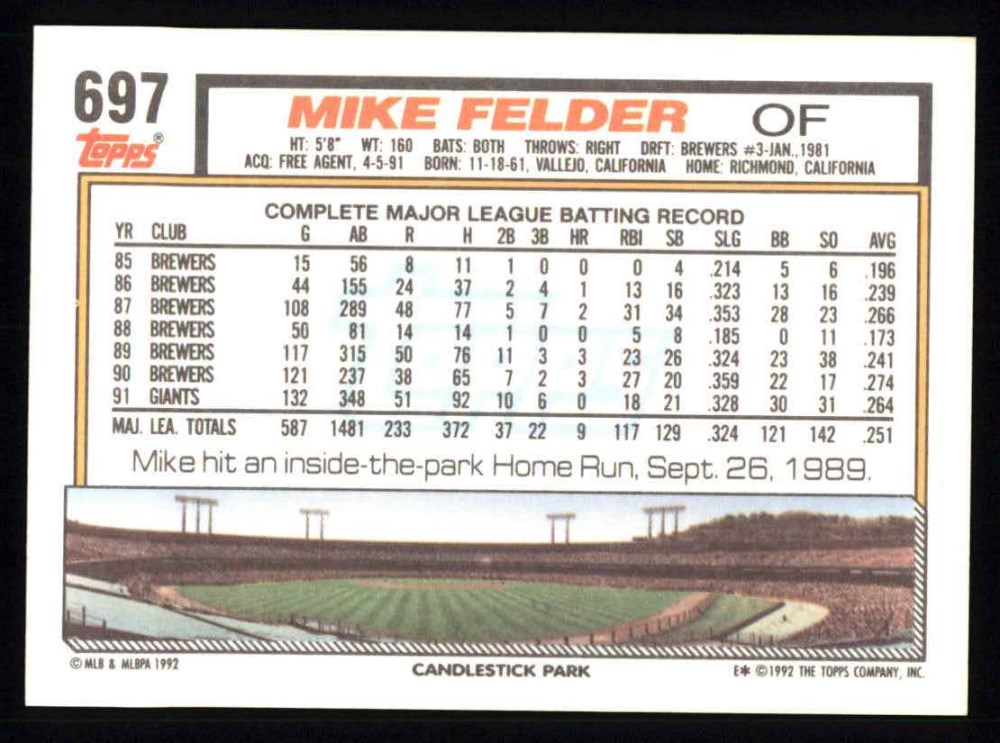 697
Topps®
MIKE FELDER OF
HT: 5'8" WT: 160 BATS: BOTH THROWS: RIGHT DRFT: BREWERS #3-JAN., 1981
ACQ: FREE AGENT, 4-5-91 BORN: 11-18-61, VALLEJO, CALIFORNIA HOME: RICHMOND, CALIFORNIA
COMPLETE MAJOR LEAGUE BATTING RECORD
YR CLUB G AB R H 2B 3B HR RBI SB SLG BB SO AVG
85 BREWERS 15 56 8 11 1 0 0 0 4 .214 5 6 .196
86 BREWERS 44 155 24 37 2 4 1 13 16 .323 13 16 .239
87 BREWERS 108 289 48 77 5 7 2 31 34 .353 28 23 .266
88 BREWERS 50 81 14 14 1 0 0 5 8 .185 0 11 .173
89 BREWERS 117 315 50 76 11 3 3 23 26 .324 23 38 .241
90 BREWERS 121 237 38 65 7 2 3 27 20 .359 22 17 .274
91 GIANTS 132 348 51 92 10 6 0 18 21 .328 30 31 .264
MAJ. LEA. TOTALS 587 1481 233 372 37 22 9 117 129 .324 121 142 .251
Mike hit an inside-the-park Home Run, Sept. 26, 1989.
© MLB & MLBPA 1992
CANDLESTICK PARK
E* ©1992 THE TOPPS COMPANY, INC.